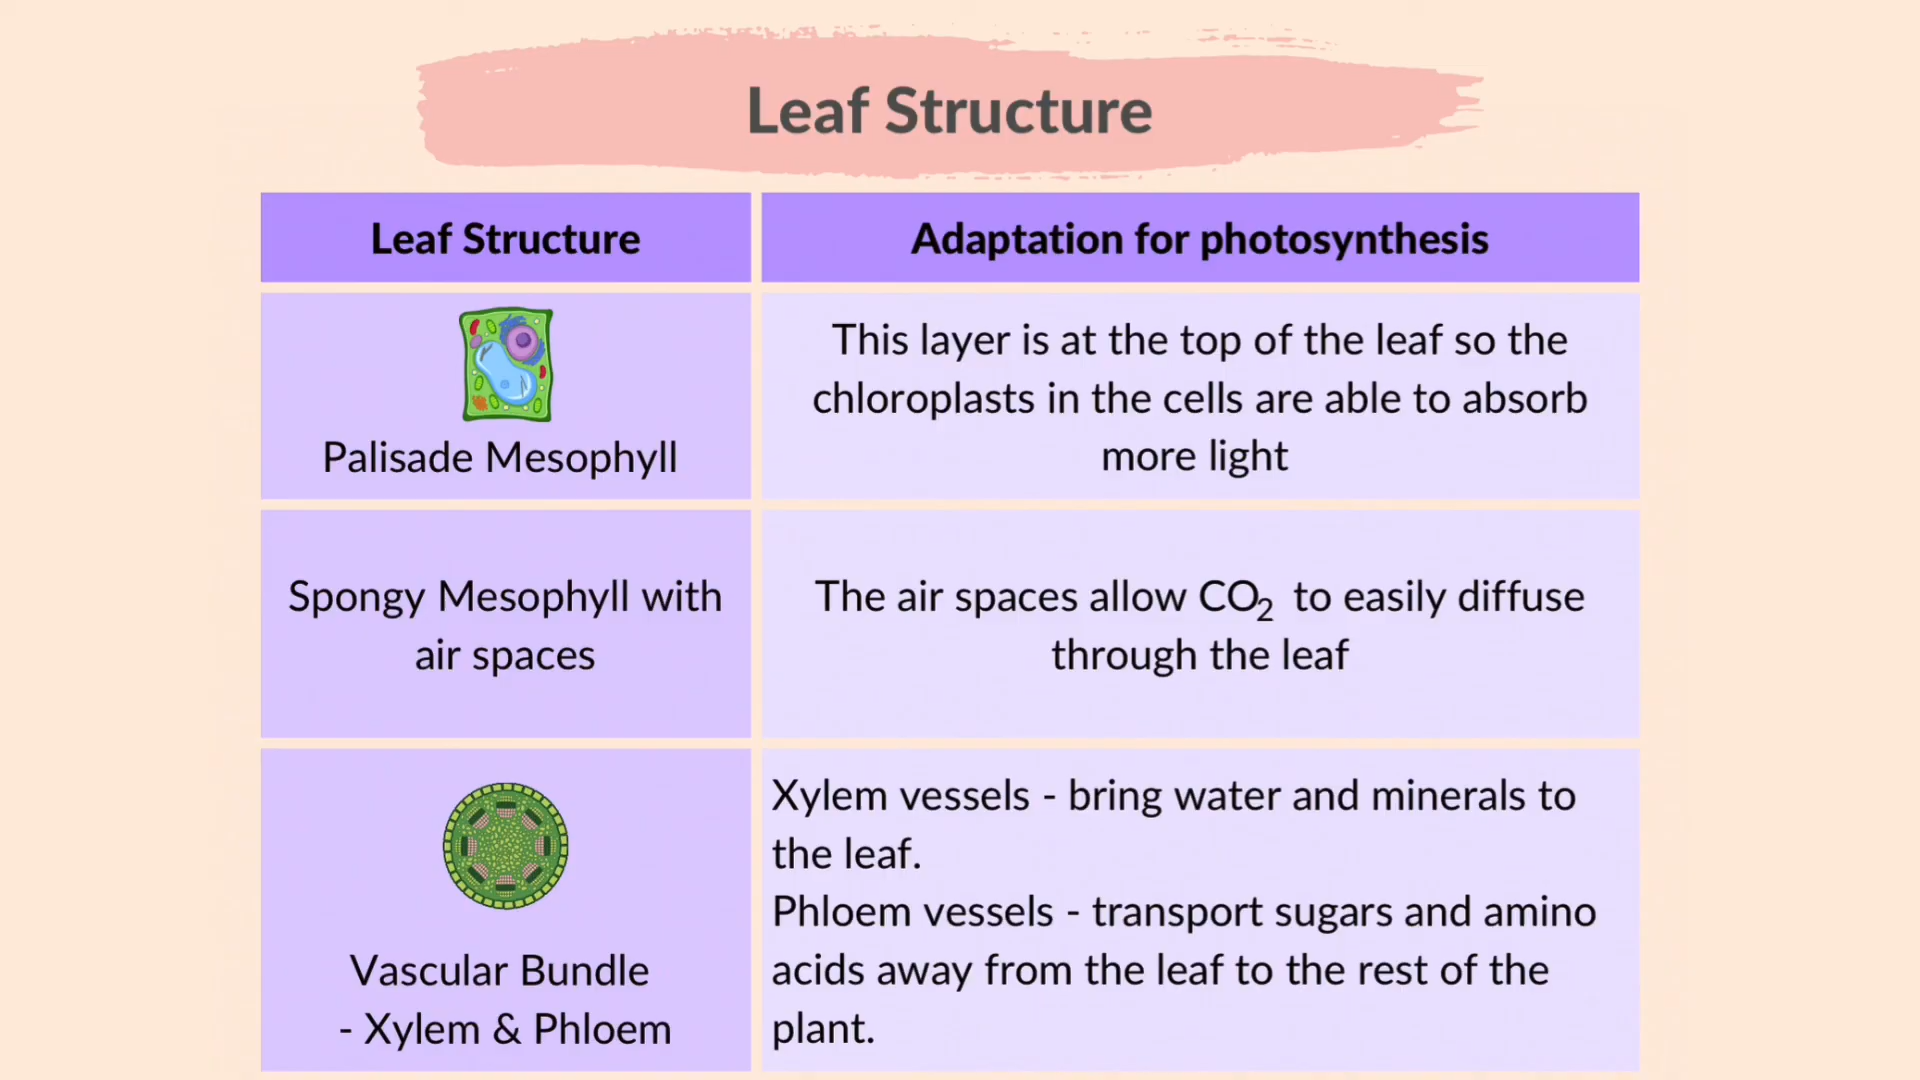 Leaf Structure
Leaf Structure
Adaptation for photosynthesis
Palisade Mesophyll
This layer is at the top of the leaf so the
chloroplasts in the cells are able to absorb
more light
Spongy Mesophyll with
air spaces
The air spaces allow CO₂ to easily diffuse
through the leaf
Vascular Bundle
- Xylem & Phloem
Xylem vessels - bring water and minerals to
the leaf.
Phloem vessels - transport sugars and amino
acids away from the leaf to the rest of the
plant.